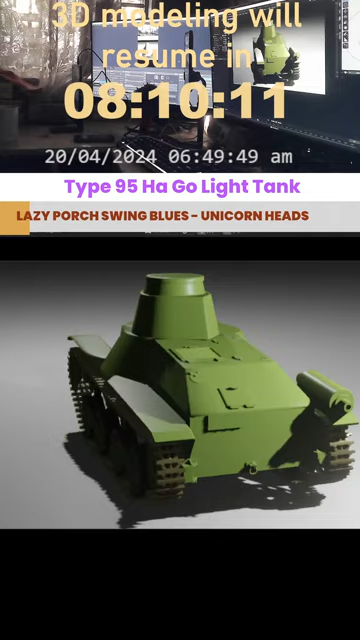 3D modeling will
resume in
08:10:11
20/04/2024 06:49:49 am
Type 95 Ha Go Light Tank
LAZY PORCH SWING BLUES - UNICORN HEADS